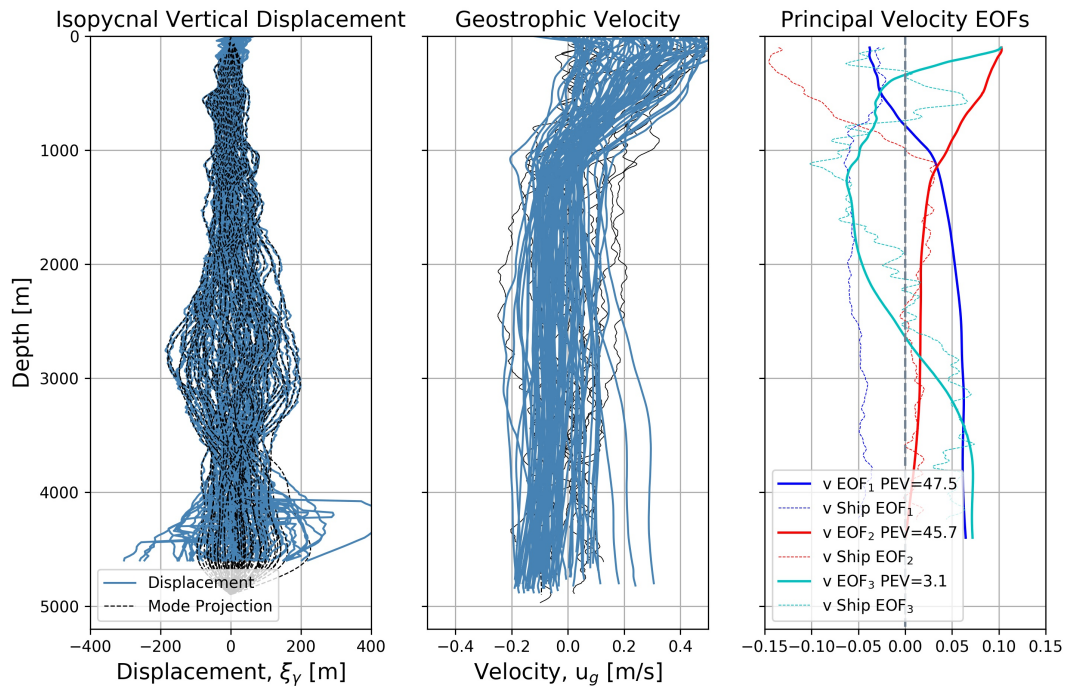 Isopycnal Vertical Displacement
Geostrophic Velocity
Principal Velocity EOFs
0
1000
2000
3000
4000
5000
Depth [m]
Displacement
Mode Projection
v EOF₁ PEV=47.5
v Ship EOF₁
v EOF₂ PEV=45.7
v Ship EOF₂
v EOF₃ PEV=3.1
v Ship EOF₃
−400 −200 0 200 400
−0.4 −0.2 0.0 0.2 0.4
−0.15 −0.10 −0.05 0.00 0.05 0.10 0.15
Displacement, ξᵧ [m]
Velocity, u_g [m/s]